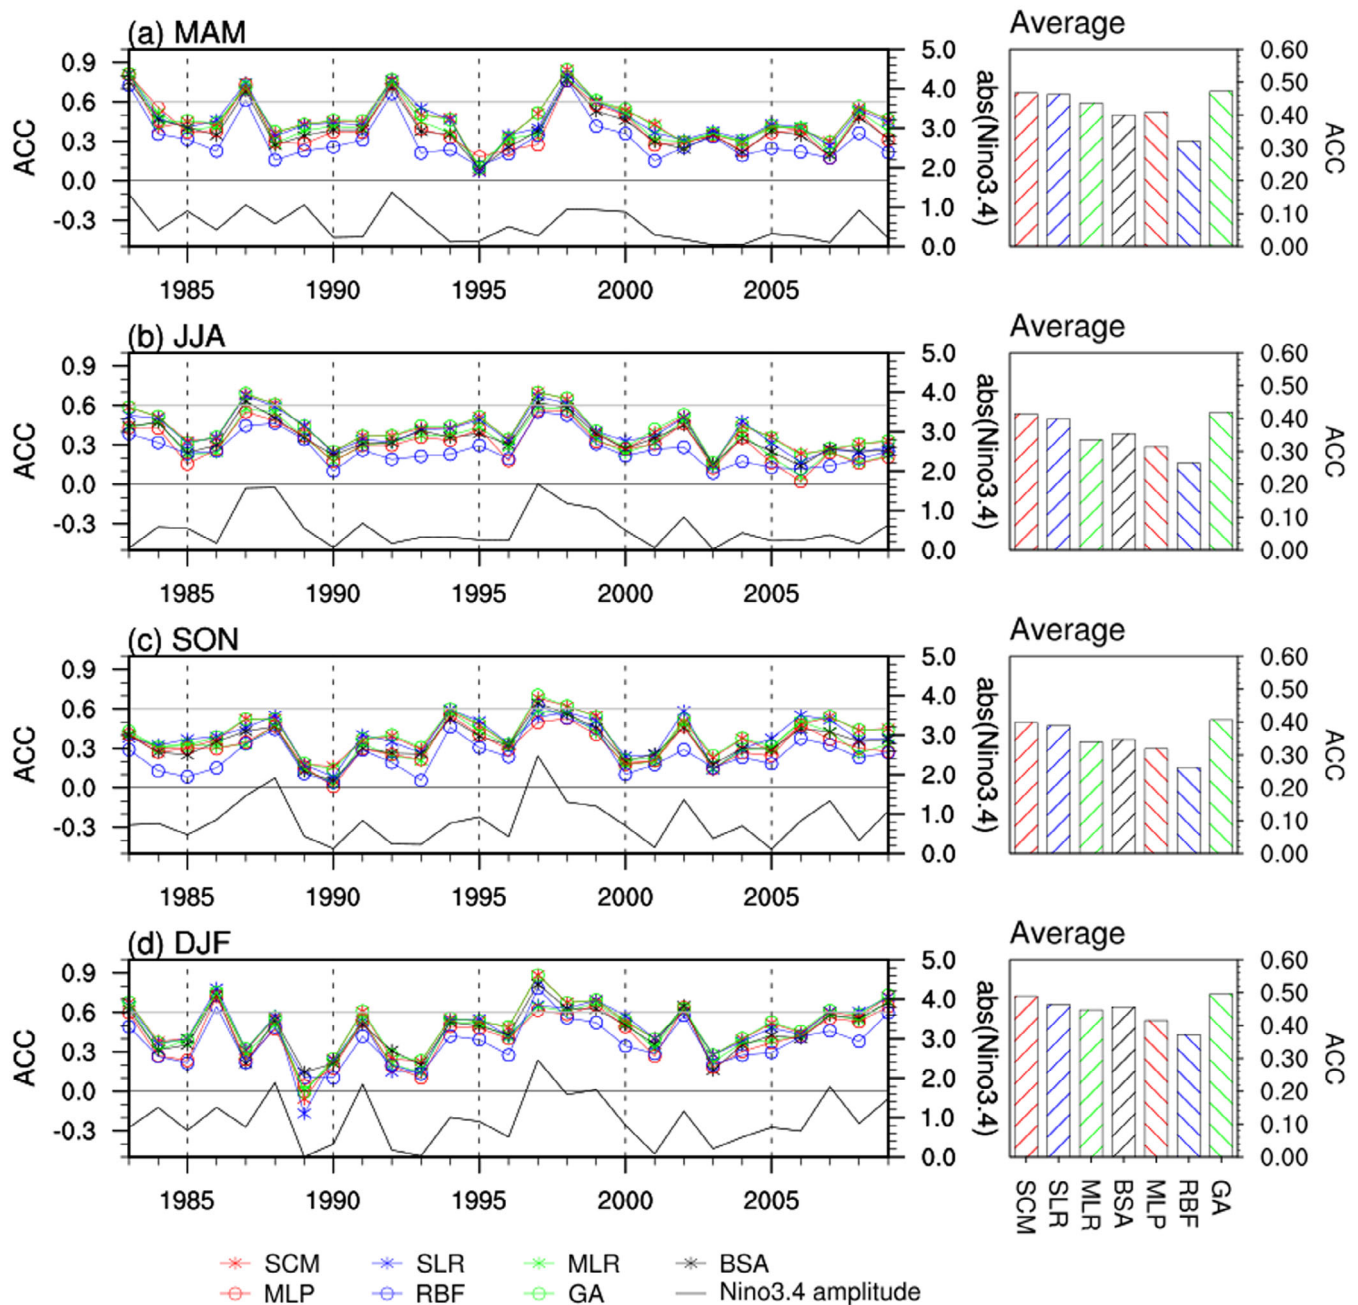 (a) MAM
Average
0.9
0.6
0.3
0.0
-0.3
ACC
5.0
4.0
3.0
2.0
1.0
0.0
abs(Nino3.4)
0.60
0.50
0.40
0.30
0.20
0.10
0.00
ACC
1985 1990 1995 2000 2005
(b) JJA
Average
0.9
0.6
0.3
0.0
-0.3
ACC
5.0
4.0
3.0
2.0
1.0
0.0
abs(Nino3.4)
0.60
0.50
0.40
0.30
0.20
0.10
0.00
ACC
1985 1990 1995 2000 2005
(c) SON
Average
0.9
0.6
0.3
0.0
-0.3
ACC
5.0
4.0
3.0
2.0
1.0
0.0
abs(Nino3.4)
0.60
0.50
0.40
0.30
0.20
0.10
0.00
ACC
1985 1990 1995 2000 2005
(d) DJF
Average
0.9
0.6
0.3
0.0
-0.3
ACC
5.0
4.0
3.0
2.0
1.0
0.0
abs(Nino3.4)
0.60
0.50
0.40
0.30
0.20
0.10
0.00
ACC
1985 1990 1995 2000 2005
SCM SLR MLR BSA MLP RBF GA
SCM SLR MLR BSA
MLP RBF GA Nino3.4 amplitude